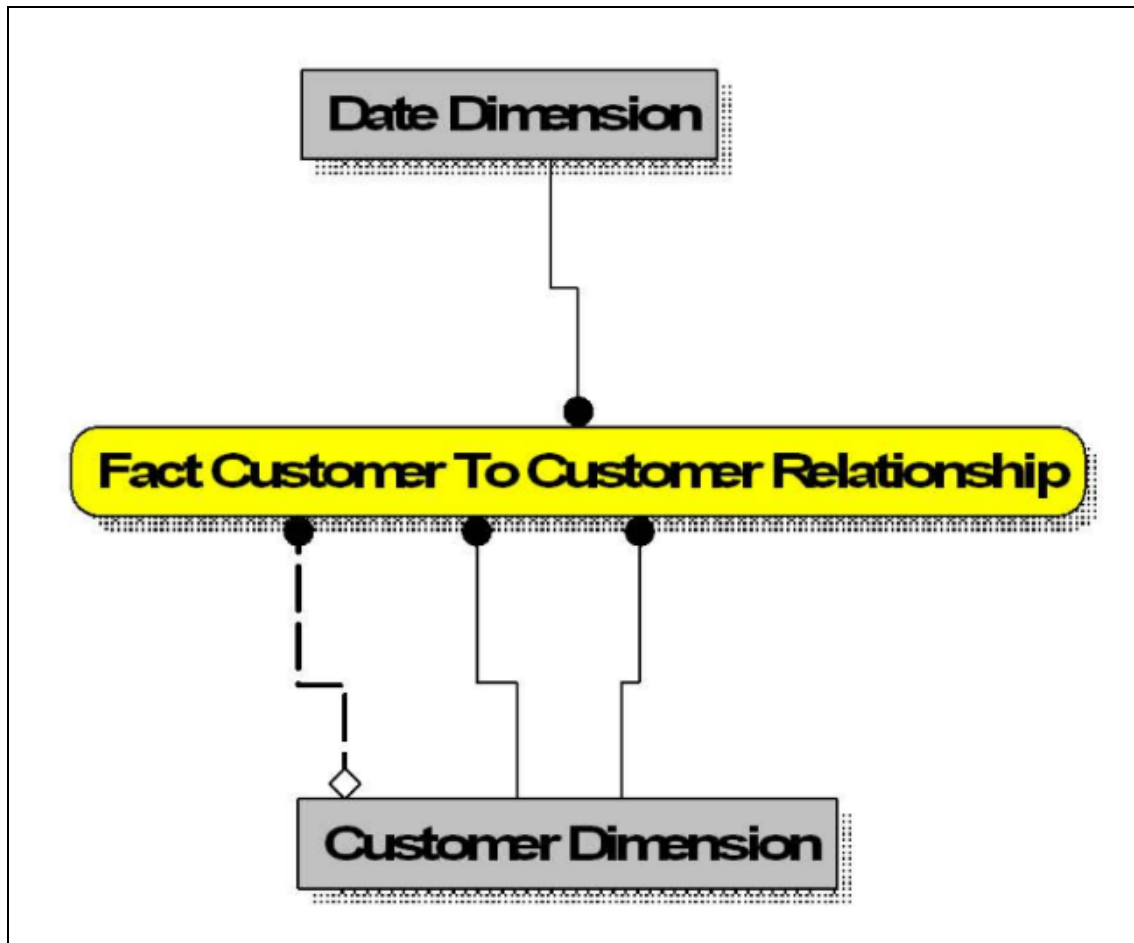 Date Dimension
Fact Customer To Customer Relationship
Customer Dimension